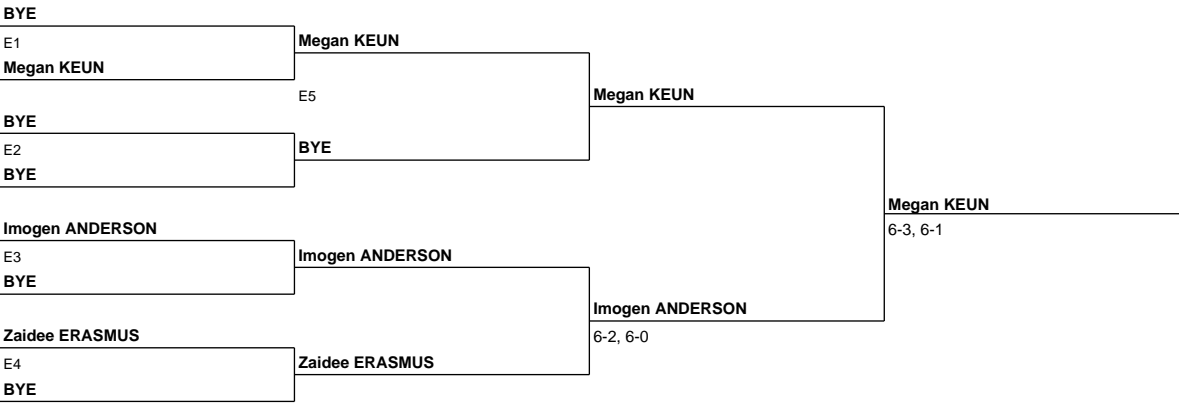 BYE
E1
Megan KEUN
Megan KEUN
E5
Megan KEUN
BYE
E2
BYE
BYE
Megan KEUN
6-3, 6-1
Imogen ANDERSON
E3
Imogen ANDERSON
BYE
Imogen ANDERSON
6-2, 6-0
Zaidee ERASMUS
E4
Zaidee ERASMUS
BYE